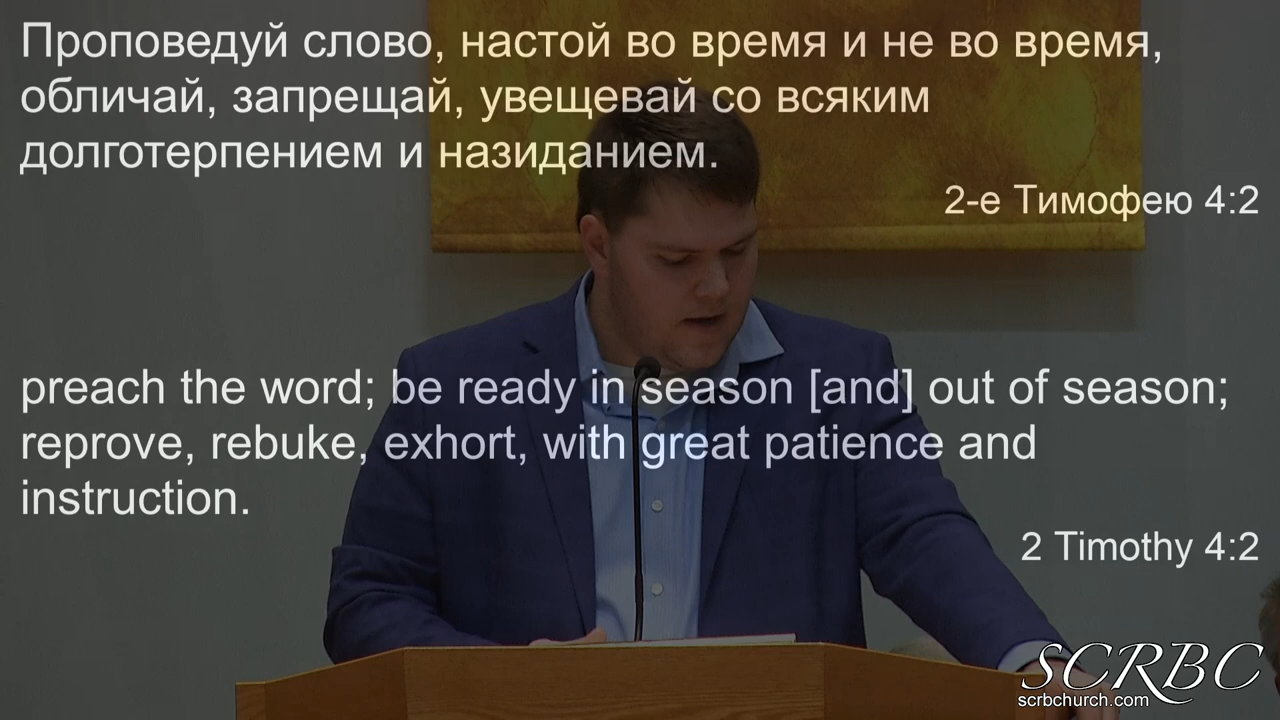 Проповедуй слово, настой во время и не во время,
обличай, запрещай, увещевай со всяким
долготерпением и назиданием.
2-е Тимофею 4:2
preach the word; be ready in season [and] out of season;
reprove, rebuke, exhort, with great patience and
instruction.
2 Timothy 4:2
SCRBC
scrbchurch.com